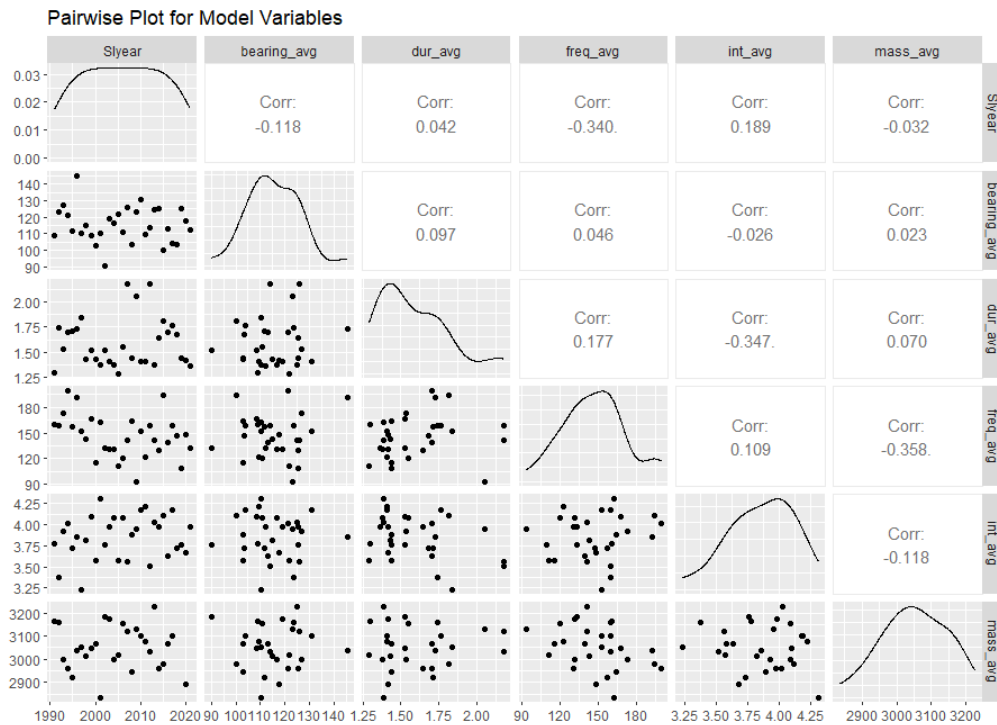 Pairwise Plot for Model Variables
SIyear bearing_avg dur_avg freq_avg int_avg mass_avg
0.03
0.02
0.01
0.00
Corr:
-0.118
Corr:
0.042
Corr:
-0.340.
Corr:
0.189
Corr:
-0.032
SIyear
140
130
120
110
100
90
Corr:
0.097
Corr:
0.046
Corr:
-0.026
Corr:
0.023
bearing_avg
2.00
1.75
1.50
1.25
Corr:
0.177
Corr:
-0.347.
Corr:
0.070
dur_avg
180
150
120
90
Corr:
0.109
Corr:
-0.358.
freq_avg
4.25
4.00
3.75
3.50
3.25
Corr:
-0.118
int_avg
3200
3100
3000
2900
mass_avg
1990 2000 2010 2020
90 100 110 120 130 140
1.25 1.50 1.75 2.00
90 120 150 180
3.25 3.50 3.75 4.00 4.25
2900 3000 3100 3200